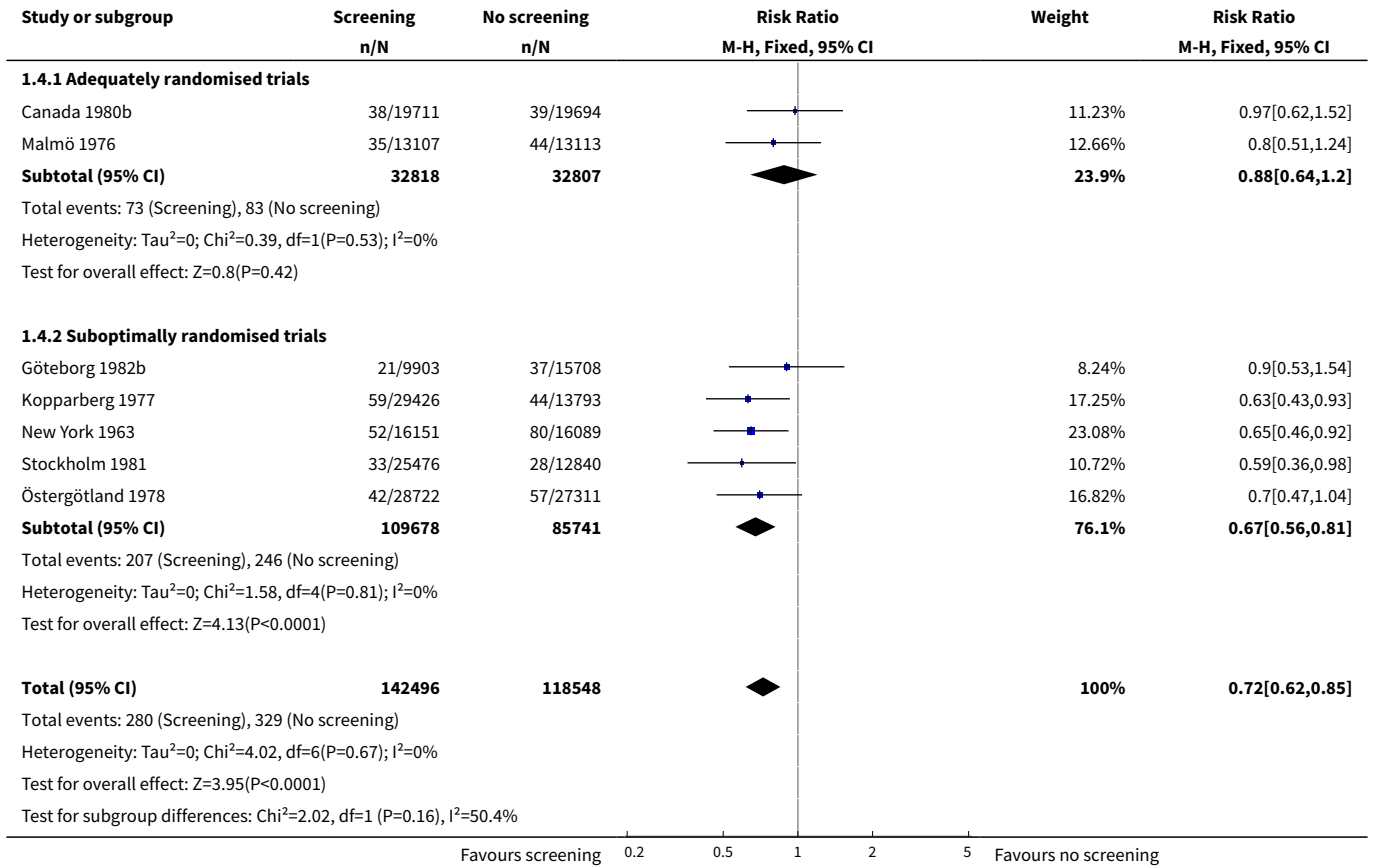 Study or subgroup Screening No screening Risk Ratio Weight Risk Ratio
n/N n/N M-H, Fixed, 95% CI M-H, Fixed, 95% CI
1.4.1 Adequately randomised trials
Canada 1980b 38/19711 39/19694 11.23% 0.97[0.62,1.52]
Malmö 1976 35/13107 44/13113 12.66% 0.8[0.51,1.24]
Subtotal (95% CI) 32818 32807 23.9% 0.88[0.64,1.2]
Total events: 73 (Screening), 83 (No screening)
Heterogeneity: Tau²=0; Chi²=0.39, df=1(P=0.53); I²=0%
Test for overall effect: Z=0.8(P=0.42)
1.4.2 Suboptimally randomised trials
Göteborg 1982b 21/9903 37/15708 8.24% 0.9[0.53,1.54]
Kopparberg 1977 59/29426 44/13793 17.25% 0.63[0.43,0.93]
New York 1963 52/16151 80/16089 23.08% 0.65[0.46,0.92]
Stockholm 1981 33/25476 28/12840 10.72% 0.59[0.36,0.98]
Östergötland 1978 42/28722 57/27311 16.82% 0.7[0.47,1.04]
Subtotal (95% CI) 109678 85741 76.1% 0.67[0.56,0.81]
Total events: 207 (Screening), 246 (No screening)
Heterogeneity: Tau²=0; Chi²=1.58, df=4(P=0.81); I²=0%
Test for overall effect: Z=4.13(P<0.0001)
Total (95% CI) 142496 118548 100% 0.72[0.62,0.85]
Total events: 280 (Screening), 329 (No screening)
Heterogeneity: Tau²=0; Chi²=4.02, df=6(P=0.67); I²=0%
Test for overall effect: Z=3.95(P<0.0001)
Test for subgroup differences: Chi²=2.02, df=1 (P=0.16), I²=50.4%
Favours screening 0.2 0.5 1 2 5 Favours no screening